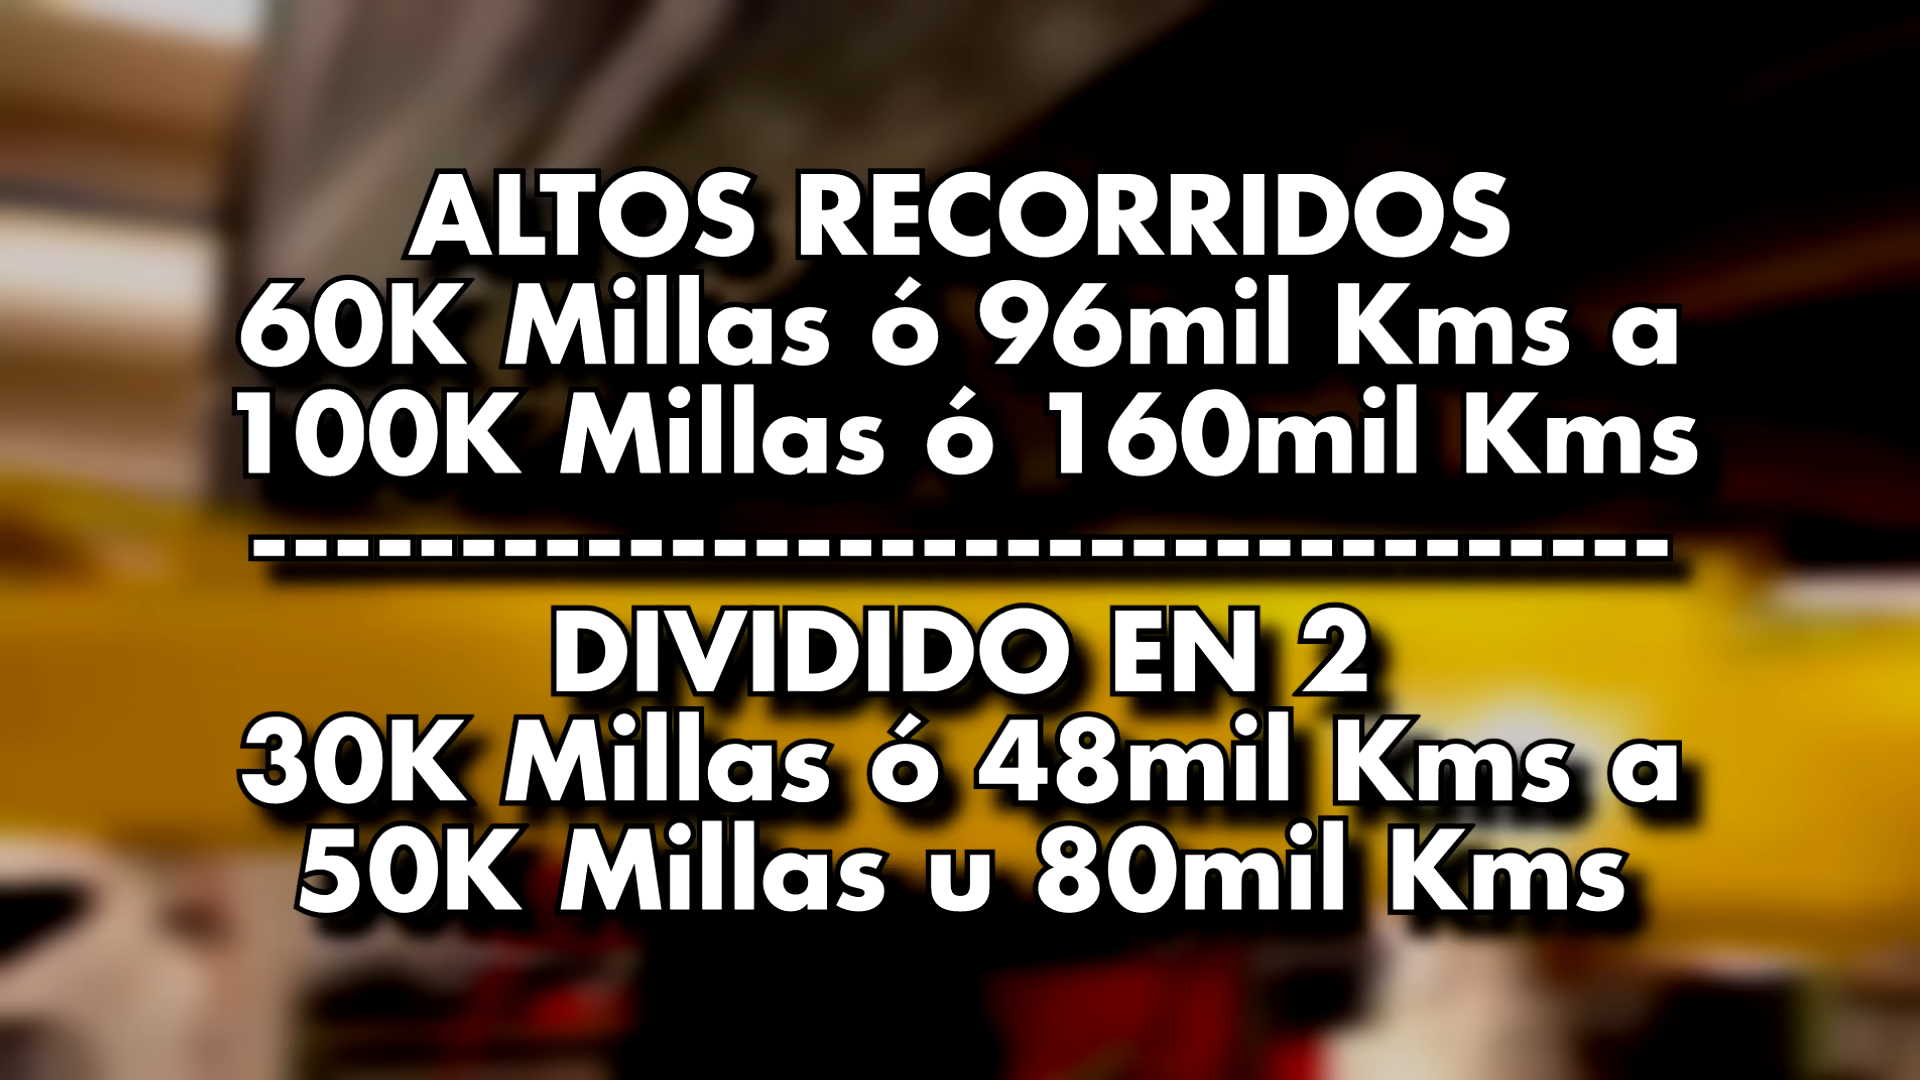 ALTOS RECORRIDOS
60K Millas ó 96mil Kms a
100K Millas ó 160mil Kms
----------------------------------
DIVIDIDO EN 2
30K Millas ó 48mil Kms a
50K Millas u 80mil Kms